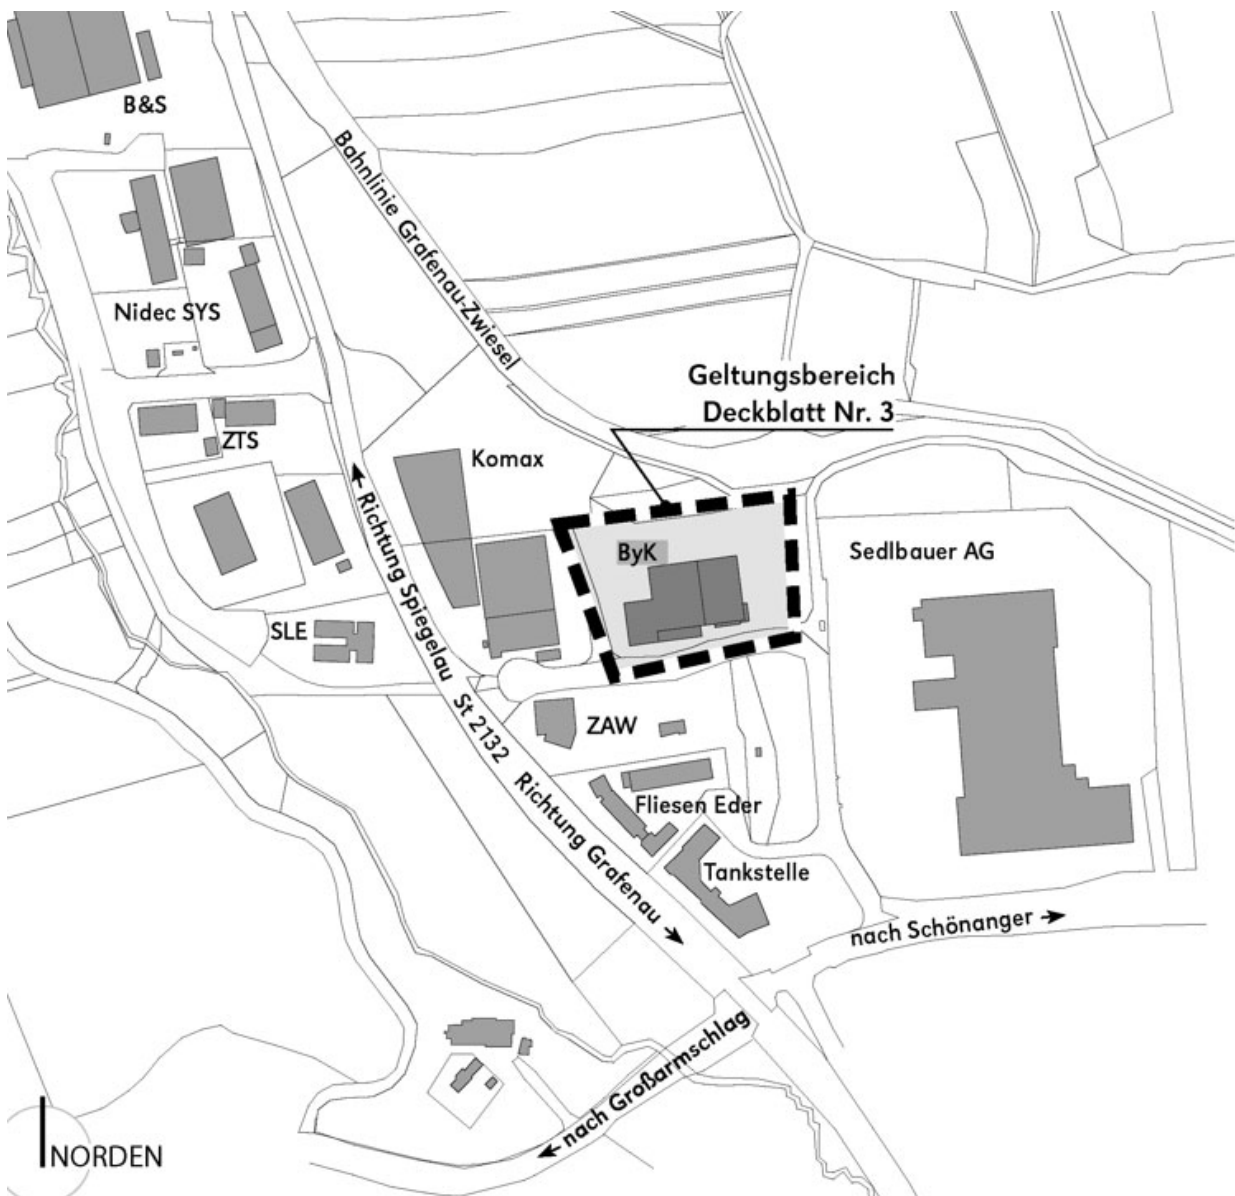 B&S
Bahnlinie Grafenau-Zwiesel
Nidec SYS
Geltungsbereich
Deckblatt Nr. 3
ZTS
Komax
Richtung Spiegelau St 2132 Richtung Grafenau
ByK
Sedlbauer AG
SLE
ZAW
Fliesen Eder
Tankstelle
nach Schönanger
nach Großarmschlag
NORDEN